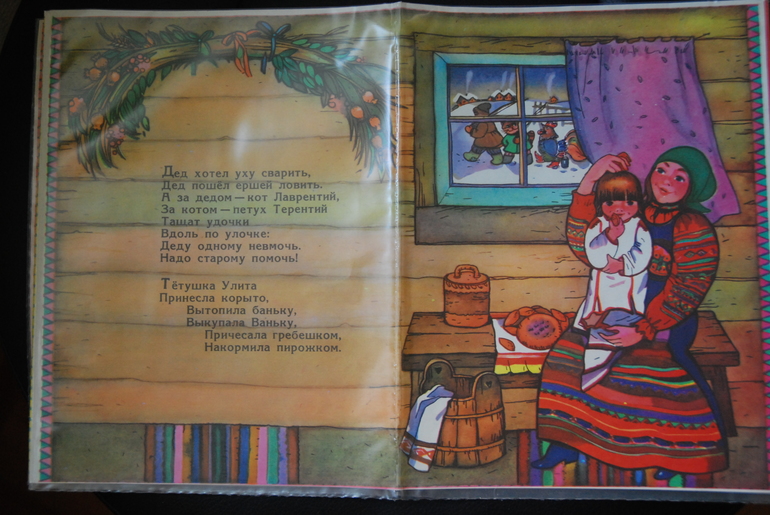 Дед хотел уху сварить,
Дед пошёл ершей ловить.
А за дедом — кот Лаврентий,
За котом — петух Терентий
Тащат удочки
Вдоль по улочке:
Деду одному невмочь.
Надо старому помочь!
Тётушка Улита
Принесла корыто,
Вытопила баньку,
Выкупала Ваньку,
Причесала гребешком,
Накормила пирожком.